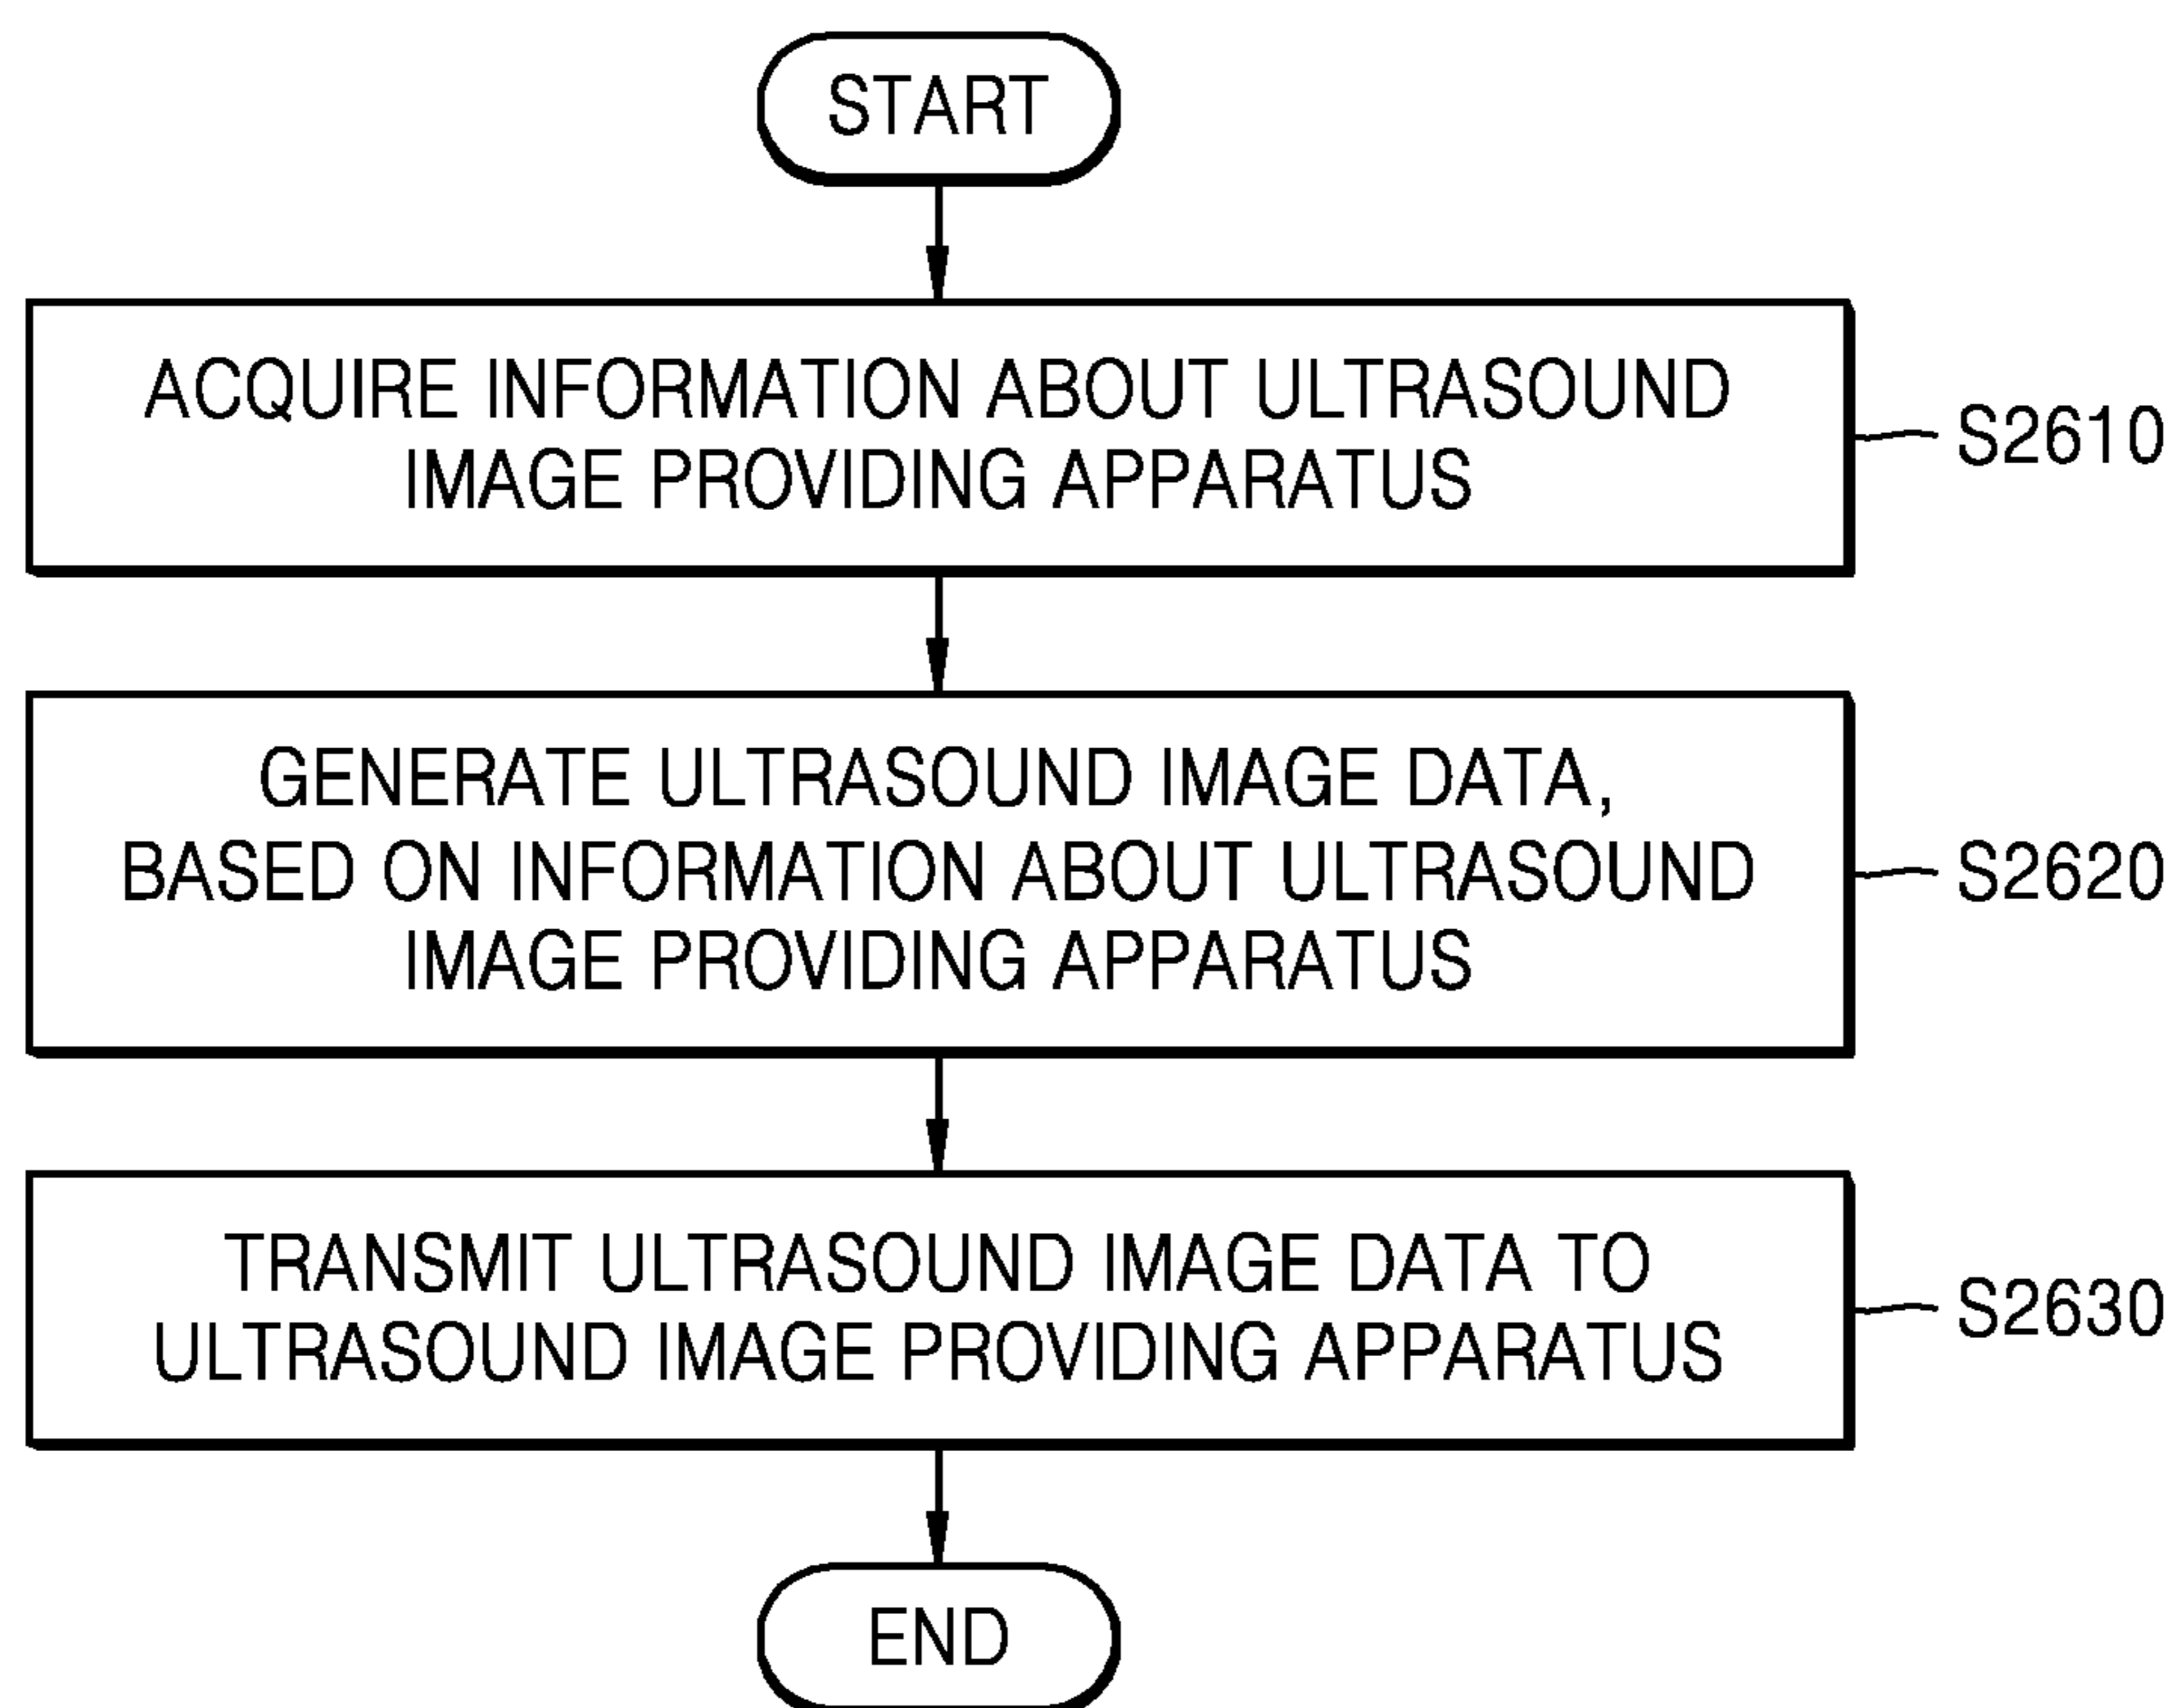 START
ACQUIRE INFORMATION ABOUT ULTRASOUND
IMAGE PROVIDING APPARATUS
S2610
GENERATE ULTRASOUND IMAGE DATA,
BASED ON INFORMATION ABOUT ULTRASOUND
IMAGE PROVIDING APPARATUS
S2620
TRANSMIT ULTRASOUND IMAGE DATA TO
ULTRASOUND IMAGE PROVIDING APPARATUS
S2630
END